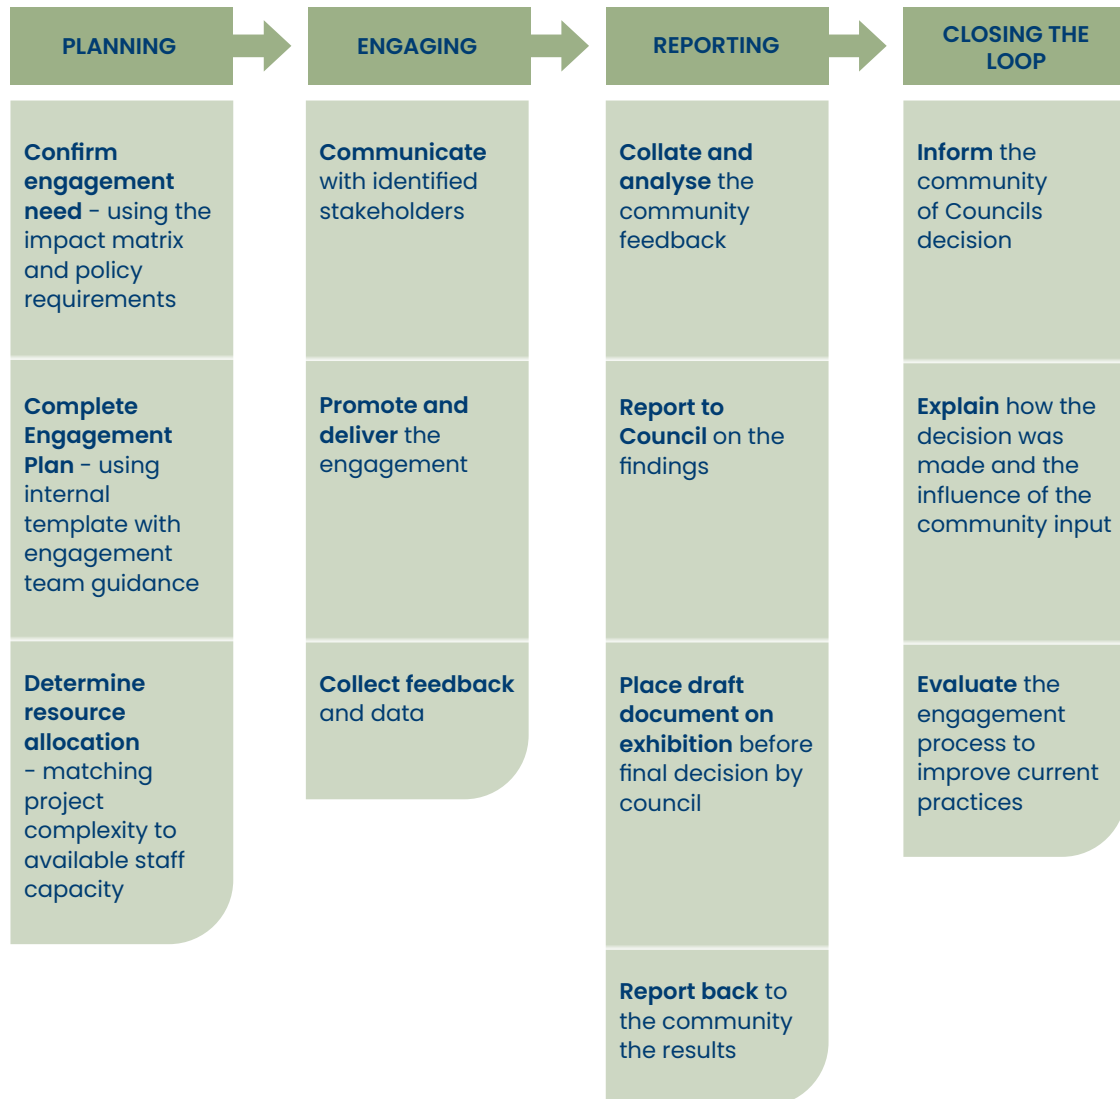 PLANNING
Confirm
engagement
need - using the
impact matrix
and policy
requirements
Complete
Engagement
Plan - using
internal
template with
engagement
team guidance
Determine
resource
allocation
- matching
project
complexity to
available staff
capacity
ENGAGING
Communicate
with identified
stakeholders
Promote and
deliver the
engagement
Collect feedback
and data
REPORTING
Collate and
analyse the
community
feedback
Report to
Council on the
findings
Place draft
document on
exhibition before
final decision by
council
Report back to
the community
the results
CLOSING THE
LOOP
Inform the
community
of Councils
decision
Explain how the
decision was
made and the
influence of the
community input
Evaluate the
engagement
process to
improve current
practices